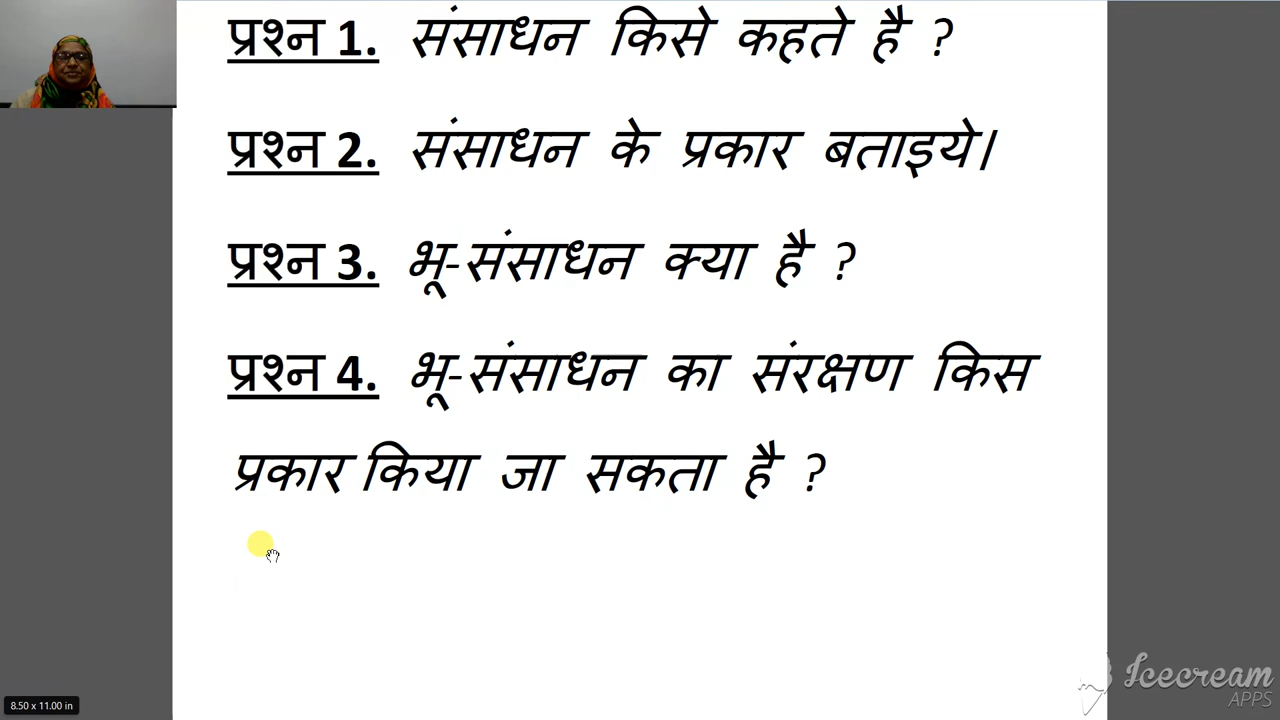 प्रश्न 1. संसाधन किसे कहते है ?
प्रश्न 2. संसाधन के प्रकार बताइये।
प्रश्न 3. भू-संसाधन क्या है ?
प्रश्न 4. भू-संसाधन का संरक्षण किस
प्रकार किया जा सकता है ?
8.50 x 11.00 in
Icecream
APPS